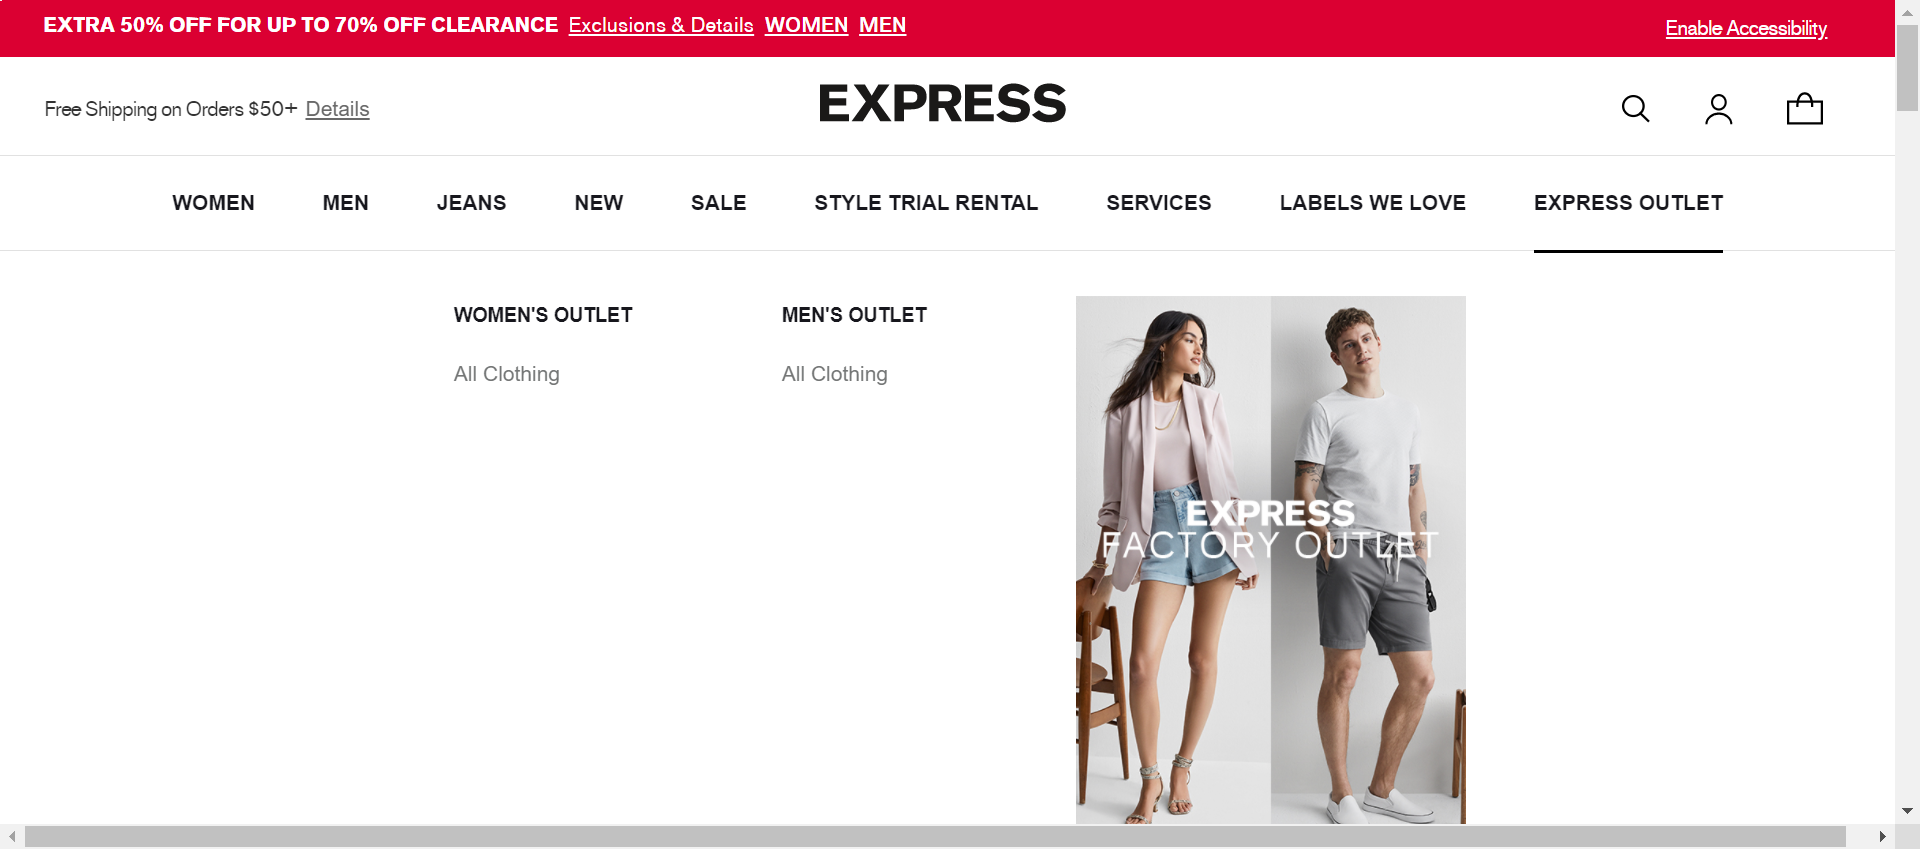 EXTRA 50% OFF FOR UP TO 70% OFF CLEARANCE Exclusions & Details WOMEN MEN
Enable Accessibility
Free Shipping on Orders $50+ Details
EXPRESS
WOMEN MEN JEANS NEW SALE STYLE TRIAL RENTAL SERVICES LABELS WE LOVE EXPRESS OUTLET
WOMEN'S OUTLET
All Clothing
MEN'S OUTLET
All Clothing
EXPRESS
FACTORY OUTLET